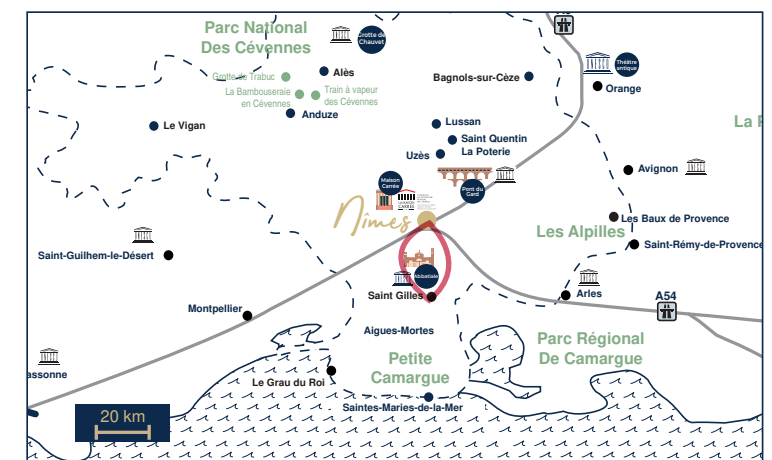 Parc National
Des Cévennes
Grotte de
Chauvet
Théâtre
antique
Grotte de Trabuc
Alès
Bagnols-sur-Cèze
Orange
La Bambouseraie
en Cévennes
Train à vapeur
des Cévennes
Anduze
La
Le Vigan
Lussan
Saint Quentin
La Poterie
Uzès
Avignon
Maison
Carrée
Pont du
Gard
Nîmes
Les Baux de Provence
Les Alpilles
Saint-Rémy-de-Provence
Saint-Guilhem-le-Désert
Abbatiale
Saint Gilles
Arles
A54
Montpellier
Aigues-Mortes
Parc Régional
De Camargue
Petite
Camargue
assonne
Le Grau du Roi
Saintes-Maries-de-la-Mer
20 km